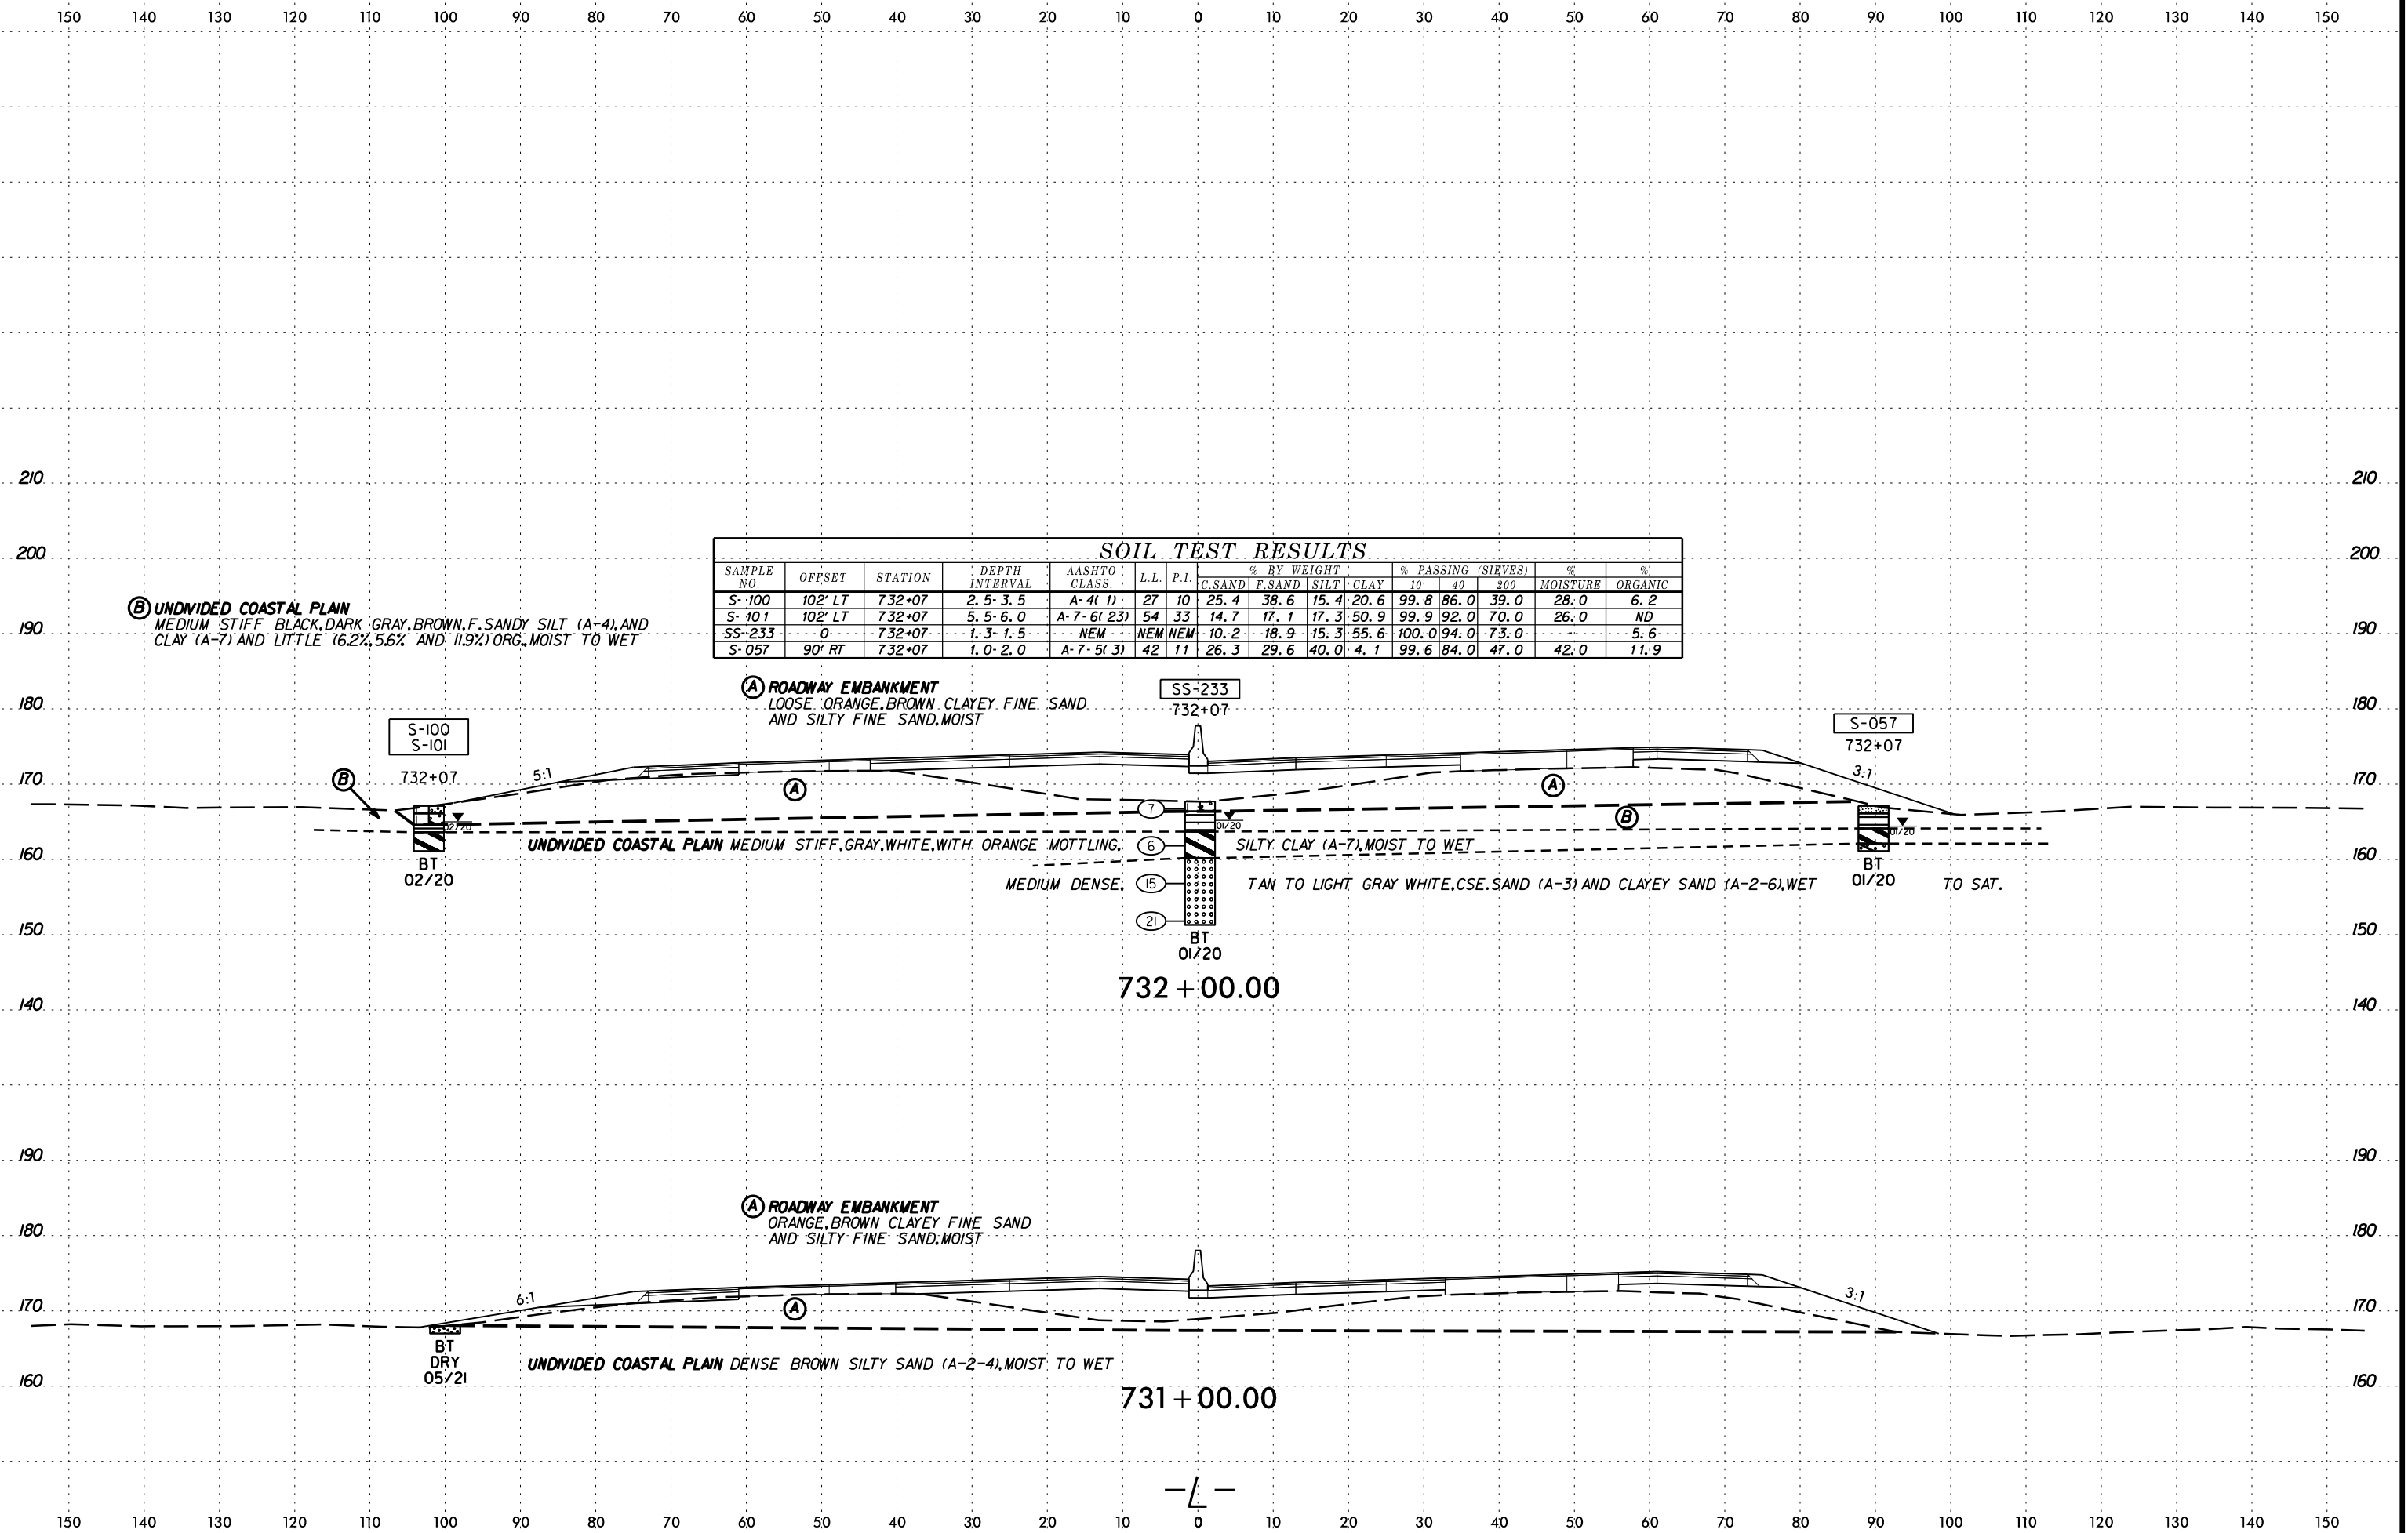 150 140 130 120 110 100 90 80 70 60 50 40 30 20 10 0 10 20 30 40 50 60 70 80 90 100 110 120 130 140 150
210 210
200 200
SOIL TEST RESULTS
SAMPLE NO. OFFSET STATION DEPTH INTERVAL AASHTO CLASS. L.L. P.I. % BY WEIGHT % PASSING (SIEVES) % MOISTURE % ORGANIC
C.SAND F.SAND SILT CLAY 10 40 200
S-100 102' LT 732+07 2.5-3.5 A-4(1) 27 10 25.4 38.6 15.4 20.6 99.8 86.0 39.0 28.0 6.2
S-101 102' LT 732+07 5.5-6.0 A-7-6(23) 54 33 14.7 17.1 17.3 50.9 99.9 92.0 70.0 26.0 ND
SS-233 0 732+07 1.3-1.5 NEM NEM NEM 10.2 18.9 15.3 55.6 100.0 94.0 73.0 - 5.6
S-057 90' RT 732+07 1.0-2.0 A-7-5(3) 42 11 26.3 29.6 40.0 4.1 99.6 84.0 47.0 42.0 11.9
B UNDIVIDED COASTAL PLAIN
MEDIUM STIFF BLACK,DARK GRAY,BROWN,F.SANDY SILT (A-4),AND
CLAY (A-7) AND LITTLE (6.2%,5.6% AND 11.9%) ORG.,MOIST TO WET
190 190
A ROADWAY EMBANKMENT
LOOSE ORANGE,BROWN CLAYEY FINE SAND
AND SILTY FINE SAND,MOIST
SS-233
732+07
180 180
S-100
S-101
732+07
S-057
732+07
170 B 5:1 A A 3:1 170
7
02/20 01/20 B 01/20
UNDIVIDED COASTAL PLAIN MEDIUM STIFF,GRAY,WHITE,WITH ORANGE MOTTLING, 6 SILTY CLAY (A-7),MOIST TO WET
160 160
BT
02/20
BT
01/20
MEDIUM DENSE, 15 TAN TO LIGHT GRAY WHITE,CSE.SAND (A-3) AND CLAYEY SAND (A-2-6),WET TO SAT.
21
150 150
BT
01/20
732+00.00
140 140
190 190
A ROADWAY EMBANKMENT
ORANGE,BROWN CLAYEY FINE SAND
AND SILTY FINE SAND,MOIST
180 180
170 6:1 A 3:1 170
BT
DRY
05/21
UNDIVIDED COASTAL PLAIN DENSE BROWN SILTY SAND (A-2-4),MOIST TO WET
160 160
731+00.00
-L-
150 140 130 120 110 100 90 80 70 60 50 40 30 20 10 0 10 20 30 40 50 60 70 80 90 100 110 120 130 140 150